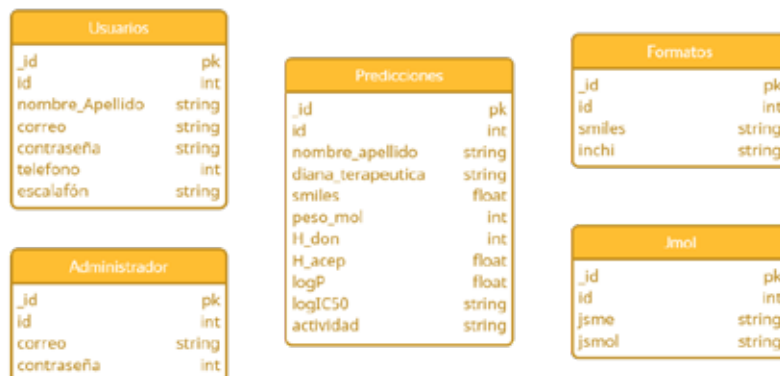 Usuarios
_id pk
id int
nombre_Apellido string
correo string
contraseña string
telefono int
escalafón string
Administrador
_id pk
id int
correo string
contraseña int
Predicciones
_id pk
id int
nombre_apellido string
diana_terapeutica string
smiles float
peso_mol int
H_don int
H_acep float
logP float
logIC50 string
actividad string
Formatos
_id pk
id int
smiles string
inchi string
Jmol
_id pk
id int
jsme string
jsmol string